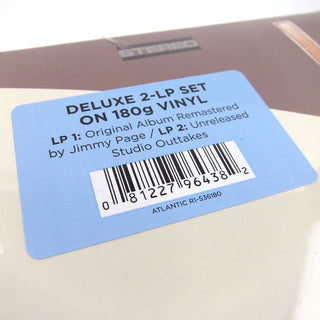 STEREO
DELUXE 2-LP SET
ON 180g VINYL
LP 1: Original Album Remastered
by Jimmy Page / LP 2: Unreleased
Studio Outtakes
0 81227 96438 2
ATLANTIC R1-536180